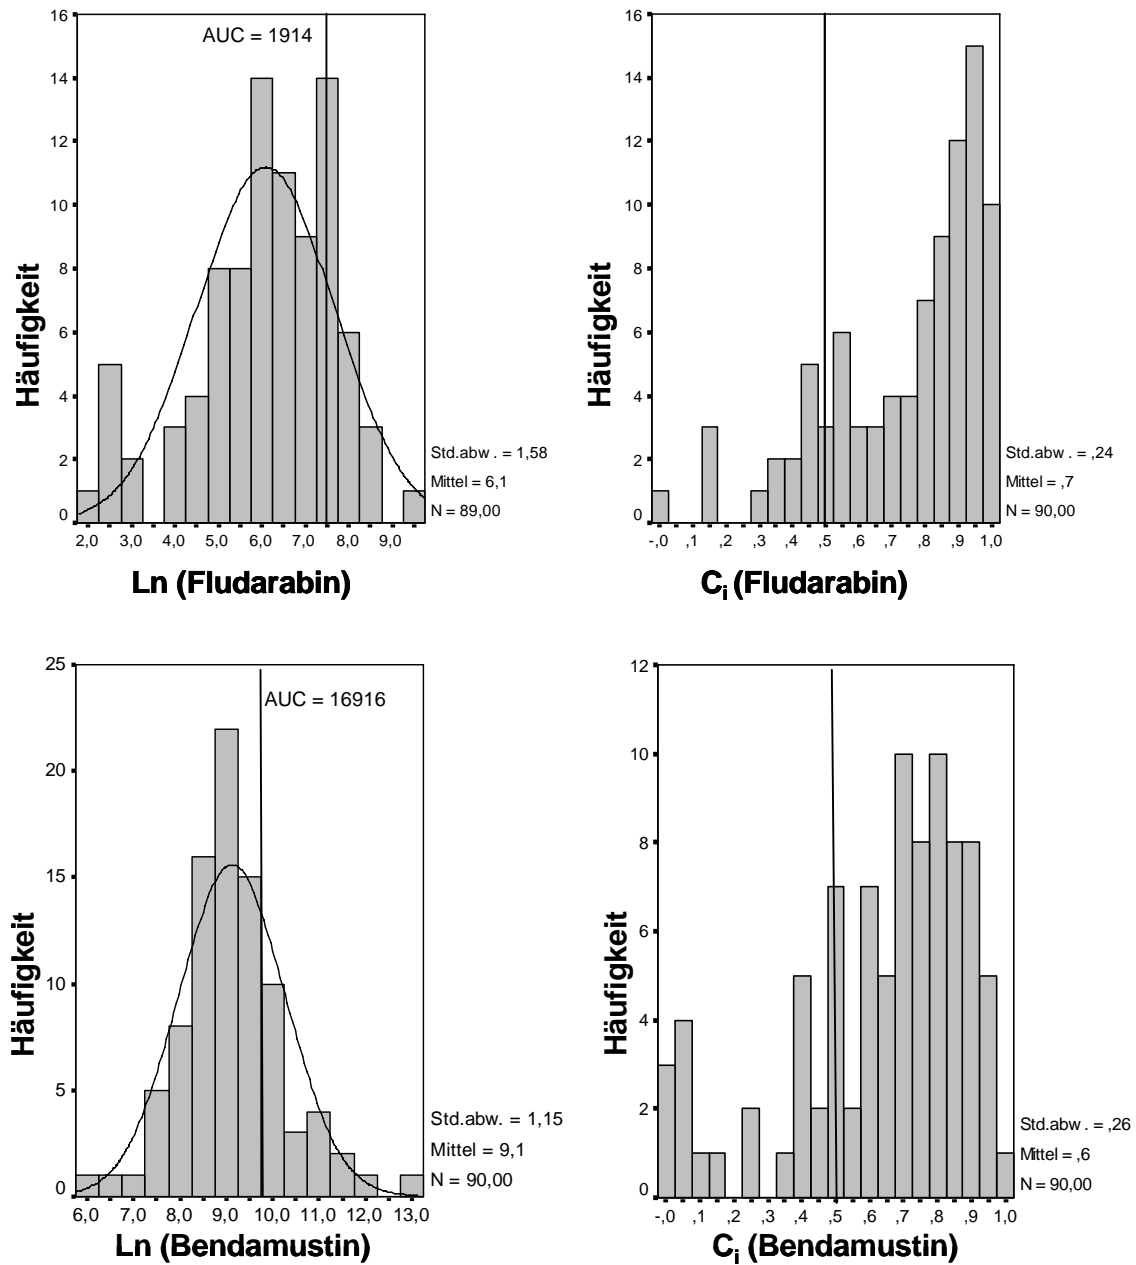 16
14
12
10
8
6
4
2
0
Häufigkeit
AUC = 1914
Std.abw . = 1,58
Mittel = 6,1
N = 89,00
2,0 3,0 4,0 5,0 6,0 7,0 8,0 9,0
Ln (Fludarabin)
16
14
12
10
8
6
4
2
0
Häufigkeit
Std.abw . = ,24
Mittel = ,7
N = 90,00
-,0 ,1 ,2 ,3 ,4 ,5 ,6 ,7 ,8 ,9 1,0
Ci (Fludarabin)
25
20
15
10
5
0
Häufigkeit
AUC = 16916
Std.abw. = 1,15
Mittel = 9,1
N = 90,00
6,0 7,0 8,0 9,0 10,0 11,0 12,0 13,0
Ln (Bendamustin)
12
10
8
6
4
2
0
Häufigkeit
Std.abw . = ,26
Mittel = ,6
N = 90,00
-,0 ,1 ,2 ,3 ,4 ,5 ,6 ,7 ,8 ,9 1,0
Ci (Bendamustin)